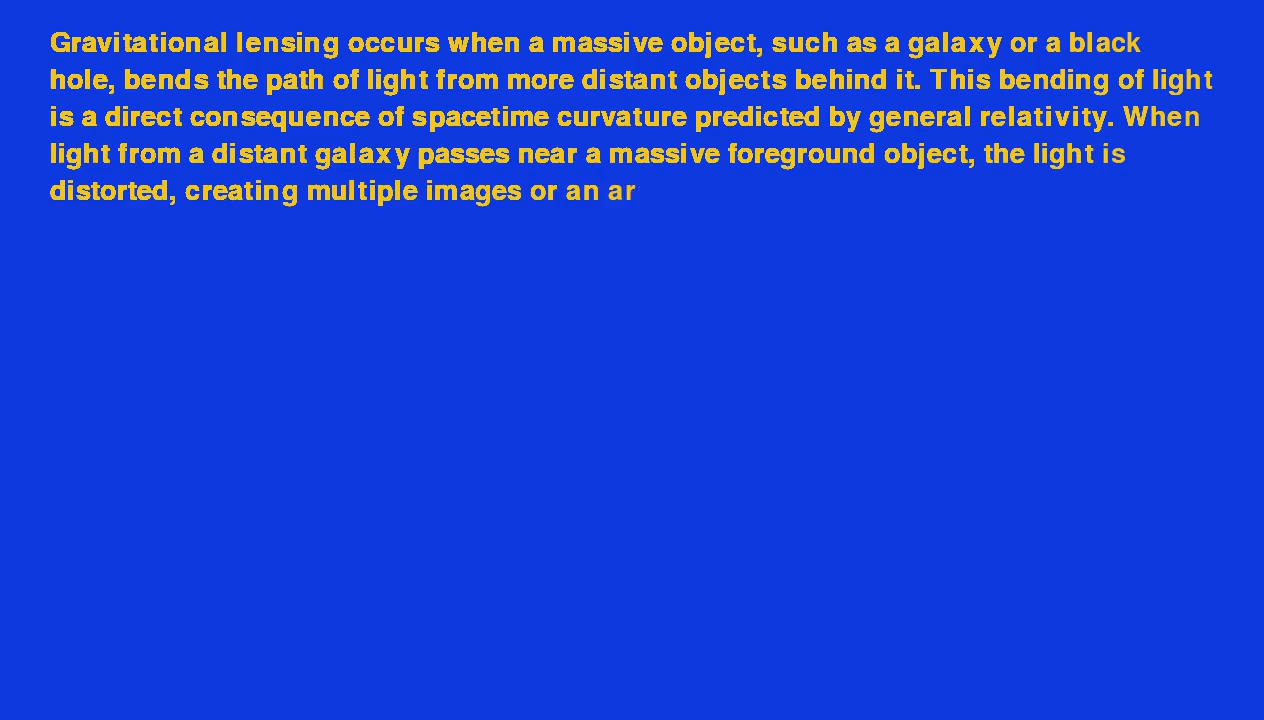 Gravitational lensing occurs when a massive object, such as a galaxy or a black
hole, bends the path of light from more distant objects behind it. This bending of light
is a direct consequence of spacetime curvature predicted by general relativity. When
light from a distant galaxy passes near a massive foreground object, the light is
distorted, creating multiple images or an ar